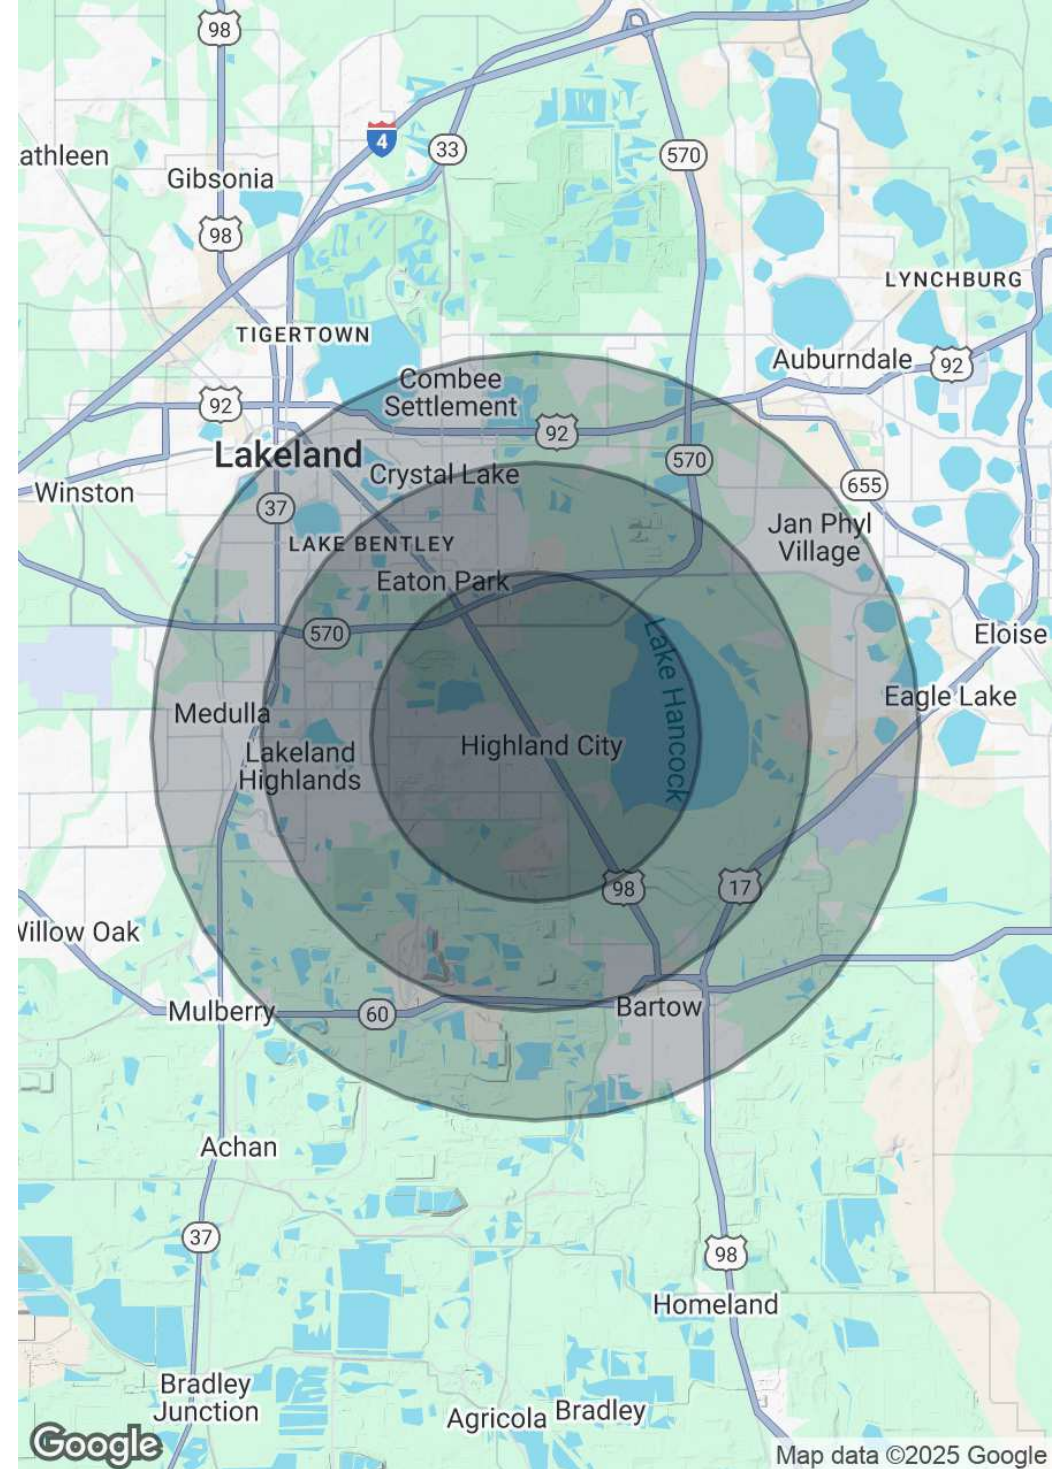 98
4
33
570
athleen
Gibsonia
98
LYNCHBURG
TIGERTOWN
Auburndale
92
Combee
Settlement
92
92
Lakeland
Crystal Lake
570
655
Winston
37
Jan Phyl
Village
LAKE BENTLEY
Eaton Park
570
Eloise
Lake Hancock
Eagle Lake
Medulla
Highland City
Lakeland
Highlands
98
17
Willow Oak
Mulberry
60
Bartow
Achan
37
98
Homeland
Bradley
Junction
Agricola
Bradley
Google
Map data ©2025 Google